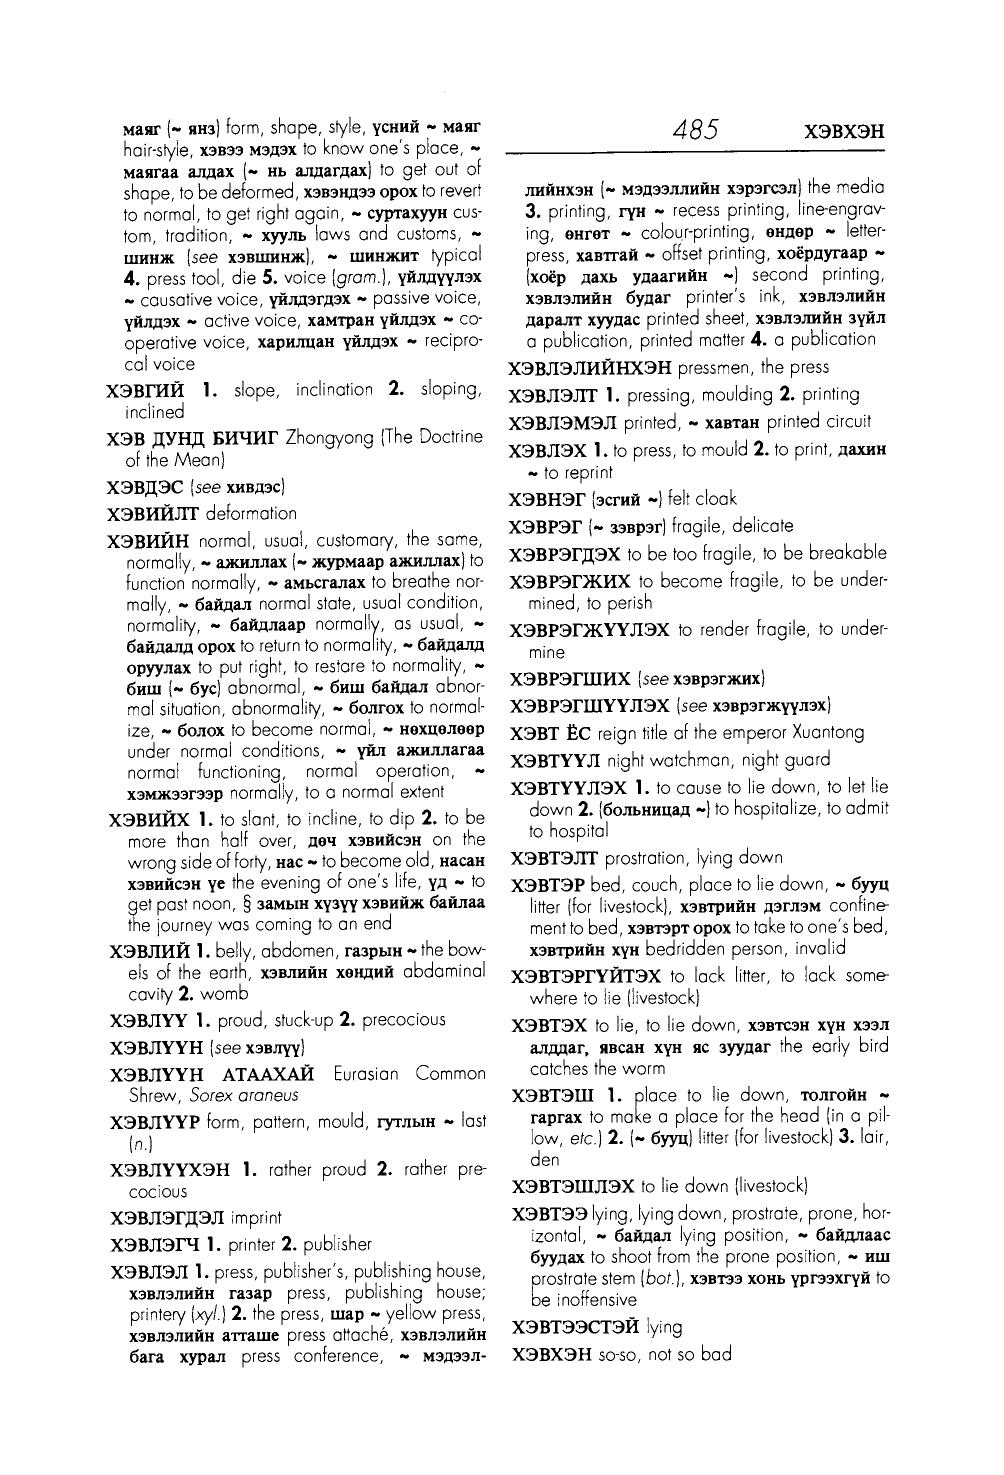 маяг (~ янз) form, shape, style, үсний ~ маяг
hair-style, хэвээ мэдэх to know one's place, ~
маягаа алдах (~ нь алдагдах) to get out of
shape, to be deformed, хэвэндээ орох to revert
to normal, to get right again, ~ суртахуун cus-
tom, tradition, ~ хууль laws and customs, ~
шинж (see хэвшинж), ~ шинжит typical
4. press tool, die 5. voice (gram.), үйлдүүлэх
~ causative voice, үйлдэгдэх ~ passive voice,
үйлдэх ~ active voice, хамтран үйлдэх ~ co-
operative voice, харилцан үйлдэх ~ recipro-
cal voice
ХЭВГИЙ 1. slope, inclination 2. sloping,
inclined
ХЭВ ДУНД БИЧИГ Zhongyong (The Doctrine
of the Mean)
ХЭВДЭС (see хивдэс)
ХЭВИЙЛТ deformation
ХЭВИЙН normal, usual, customary, the same,
normally, ~ ажиллах (~ журмаар ажиллах) to
function normally, ~ амьсгалах to breathe nor-
mally, ~ байдал normal state, usual condition,
normality, ~ байдлаар normally, as usual, ~
байдалд орох to return to normality, ~ байдалд
оруулах to put right, to restore to normality, ~
биш (~ бус) abnormal, ~ биш байдал abnor-
mal situation, abnormality, ~ болгох to normal-
ize, ~ болох to become normal, ~ нөхцөлөөр
under normal conditions, ~ үйл ажиллагаа
normal functioning, normal operation, ~
хэмжээгээр normally, to a normal extent
ХЭВИЙХ 1. to slant, to incline, to dip 2. to be
more than half over, дөч хэвийсэн on the
wrong side of forty, нас ~ to become old, насан
хэвийсэн үе the evening of one's life, үд ~ to
get past noon, § замын хүзүү хэвийж байлаа
the journey was coming to an end
ХЭВЛИЙ 1. belly, abdomen, газрын ~ the bow-
els of the earth, хэвлийн хөндий abdominal
cavity 2. womb
ХЭВЛҮҮ 1. proud, stuck-up 2. precocious
ХЭВЛҮҮН (see хэвлүү)
ХЭВЛҮҮН АТААХАЙ Eurasian Common
Shrew, Sorex araneus
ХЭВЛҮҮР form, pattern, mould, гутлын ~ last
(n.)
ХЭВЛҮҮХЭН 1. rather proud 2. rather pre-
cocious
ХЭВЛЭГДЭЛ imprint
ХЭВЛЭГЧ 1. printer 2. publisher
ХЭВЛЭЛ 1. press, publisher's, publishing house,
хэвлэлийн газар press, publishing house;
printery (xyl.) 2. the press, шар ~ yellow press,
хэвлэлийн атташе press attaché, хэвлэлийн
бага хурал press conference, ~ мэдээл-
485 ХЭВХЭН
лийнхэн (~ мэдээллийн хэрэгсэл) the media
3. printing, гүн ~ recess printing, line-engrav-
ing, өнгөт ~ colour-printing, өндөр ~ letter-
press, хавтгай ~ offset printing, хоёрдугаар ~
(хоёр дахь удаагийн ~) second printing,
хэвлэлийн будаг printer's ink, хэвлэлийн
даралт хуудас printed sheet, хэвлэлийн зүйл
a publication, printed matter 4. a publication
ХЭВЛЭЛИЙНХЭН pressmen, the press
ХЭВЛЭЛТ 1. pressing, moulding 2. printing
ХЭВЛЭМЭЛ printed, ~ хавтан printed circuit
ХЭВЛЭХ 1. to press, to mould 2. to print, дахин
~ to reprint
ХЭВНЭГ (эсгий ~) felt cloak
ХЭВРЭГ (~ зэврэг) fragile, delicate
ХЭВРЭГДЭХ to be too fragile, to be breakable
ХЭВРЭГЖИХ to become fragile, to be under-
mined, to perish
ХЭВРЭГЖҮҮЛЭХ to render fragile, to under-
mine
ХЭВРЭГШИХ (see хэврэгжих)
ХЭВРЭГШҮҮЛЭХ (see хэврэгжүүлэх)
ХЭВТ ЁС reign title of the emperor Xuantong
ХЭВТҮҮЛ night watchman, night guard
ХЭВТҮҮЛЭХ 1. to cause to lie down, to let lie
down 2. (больницад ~) to hospitalize, to admit
to hospital
ХЭВТЭЛТ prostration, lying down
ХЭВТЭР bed, couch, place to lie down, ~ бууц
litter (for livestock), хэвтрийн дэглэм confine-
ment to bed, хэвтэрт орох to take to one's bed,
хэвтрийн хүн bedridden person, invalid
ХЭВТЭРГҮЙТЭХ to lack litter, to lack some-
where to lie (livestock)
ХЭВТЭХ to lie, to lie down, хэвтсэн хүн хээл
алддаг, явсан хүн яс зуудаг the early bird
catches the worm
ХЭВТЭШ 1. place to lie down, толгойн ~
гаргах to make a place for the head (in a pil-
low, etc.) 2. (~ бууц) litter (for livestock) 3. lair,
den
ХЭВТЭШЛЭХ to lie down (livestock)
ХЭВТЭЭ lying, lying down, prostrate, prone, hor-
izontal, ~ байдал lying position, ~ байдлаас
буудах to shoot from the prone position, ~ иш
prostrate stem (bot.), хэвтээ хонь үргээхгүй to
be inoffensive
ХЭВТЭЭСТЭЙ lying
ХЭВХЭН so-so, not so bad